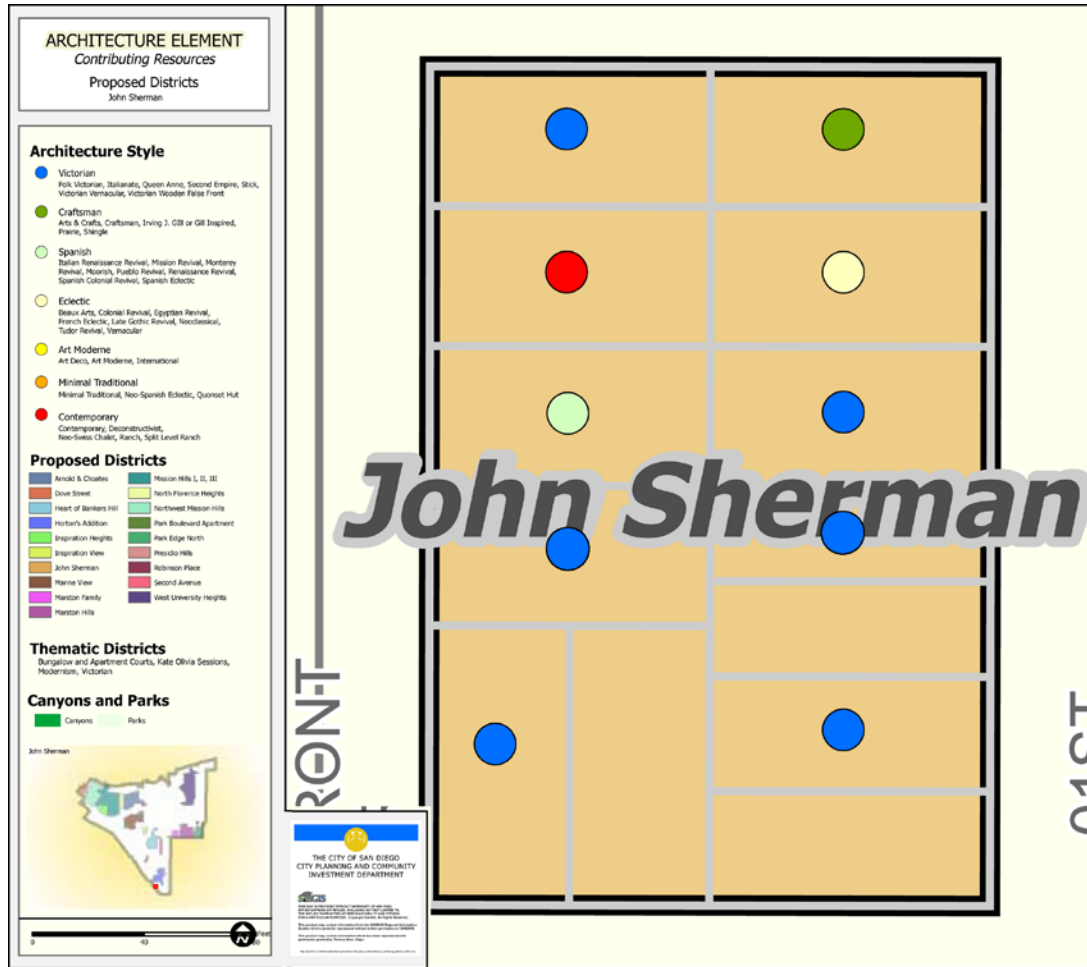 ARCHITECTURE ELEMENT
Contributing Resources
Proposed Districts
John Sherman
Architecture Style
Victorian
Folk Victorian, Italianate, Queen Anne, Second Empire, Stick,
Victorian Vernacular, Victorian Wooden False Front
Craftsman
Arts & Crafts, Craftsman, Irving J. Gill or Gill Inspired,
Prairie, Shingle
Spanish
Italian Renaissance Revival, Mission Revival, Monterey
Revival, Moorish, Pueblo Revival, Renaissance Revival,
Spanish Colonial Revival, Spanish Eclectic
Eclectic
Beaux Arts, Colonial Revival, Egyptian Revival,
French Eclectic, Late Gothic Revival, Neoclassical,
Tudor Revival, Vernacular
Art Moderne
Art Deco, Art Moderne, International
Minimal Traditional
Minimal Traditional, Neo-Spanish Eclectic, Quonset Hut
Contemporary
Contemporary, Deconstructivist,
Neo-Swiss Chalet, Ranch, Split Level Ranch
Proposed Districts
Arnold & Choates
Dove Street
Heart of Bankers Hill
Horton's Addition
Inspiration Heights
Inspiration View
John Sherman
Marine View
Marston Family
Marston Hills
Mission Hills I, II, III
North Florence Heights
Northwest Mission Hills
Park Boulevard Apartment
Park Edge North
Presidio Hills
Robinson Place
Second Avenue
West University Heights
Thematic Districts
Bungalow and Apartment Courts, Kate Olivia Sessions,
Modernism, Victorian
Canyons and Parks
Canyons
Parks
John Sherman
0 40 80
Feet
N
THE CITY OF SAN DIEGO
CITY PLANNING AND COMMUNITY
INVESTMENT DEPARTMENT
SanGIS
John Sherman
RONT
01ST